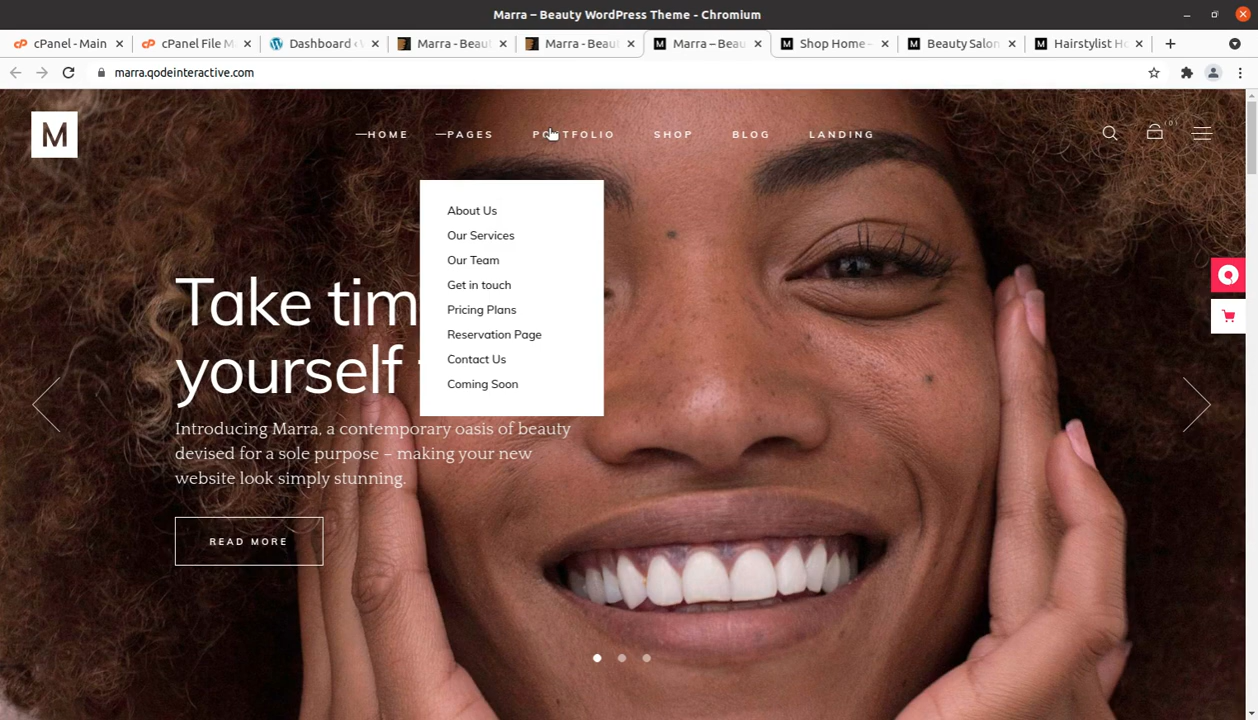 Marra – Beauty WordPress Theme - Chromium
cPanel - Main
cPanel File M
Dashboard
Marra - Beau
Marra - Beau
Marra – Beau
Shop Home -
Beauty Salon
Hairstylist H
marra.qodeinteractive.com
M
HOME
PAGES
PORTFOLIO
SHOP
BLOG
LANDING
(0)
About Us
Our Services
Our Team
Get in touch
Pricing Plans
Reservation Page
Contact Us
Coming Soon
Take tim
yourself
Introducing Marra, a contemporary oasis of beauty
devised for a sole purpose – making your new
website look simply stunning.
READ MORE